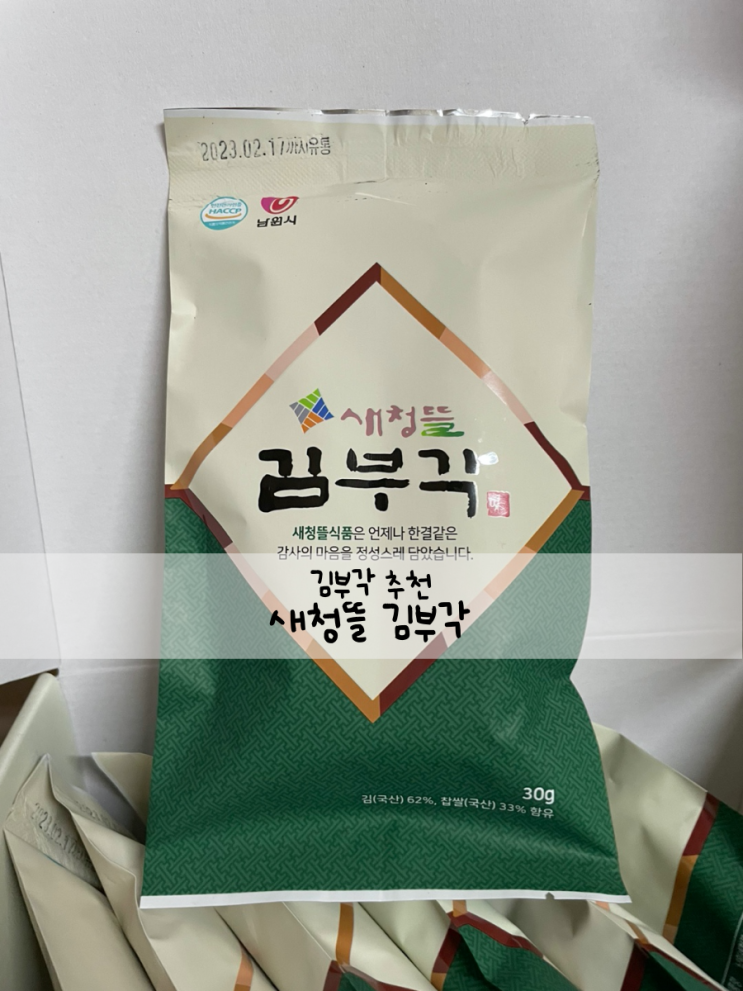 2023.02.17까지유통
HACCP
남원시
새청뜰
김부각
새청뜰식품은 언제나 한결같은
감사의 마음을 정성스레 담았습니다.
김부각 추천
새청뜰 김부각
30g
김(국산) 62%, 찹쌀(국산) 33% 함유